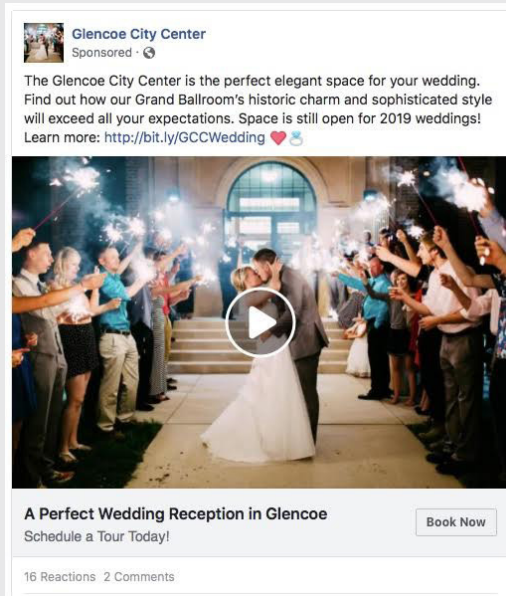 Glencoe City Center
Sponsored ·
The Glencoe City Center is the perfect elegant space for your wedding.
Find out how our Grand Ballroom's historic charm and sophisticated style
will exceed all your expectations. Space is still open for 2019 weddings!
Learn more: http://bit.ly/GCCWedding ❤️💍
A Perfect Wedding Reception in Glencoe
Book Now
Schedule a Tour Today!
16 Reactions 2 Comments